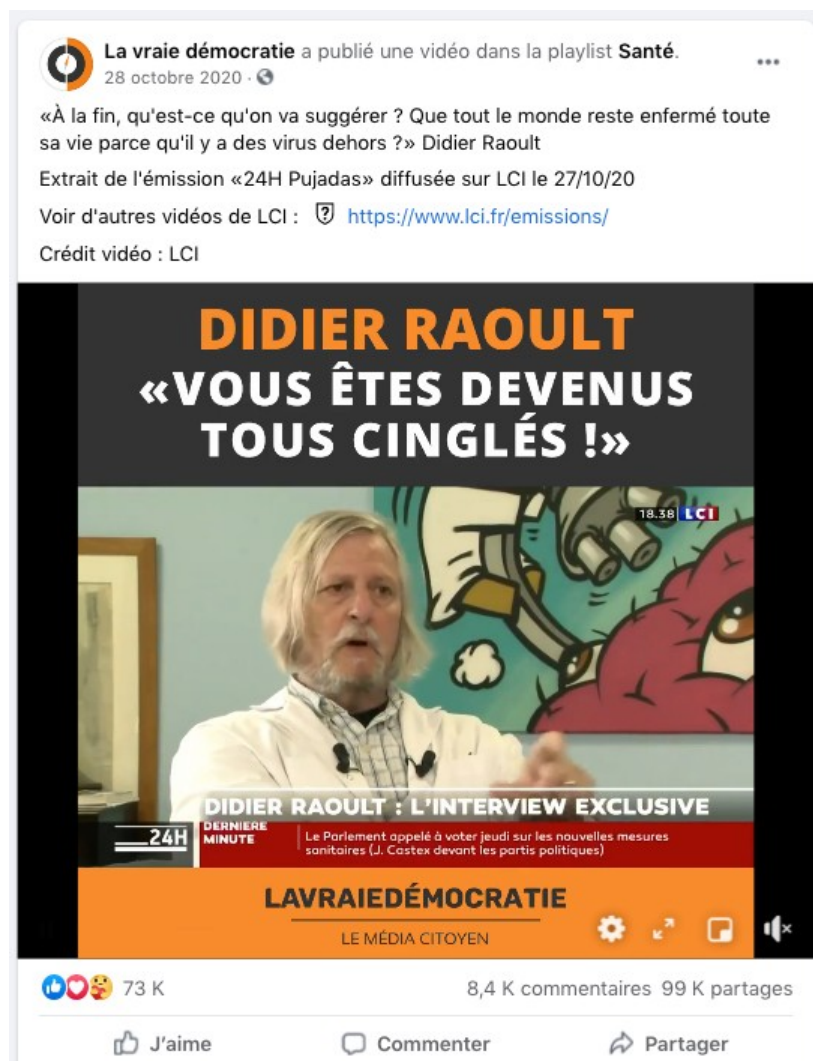 La vraie démocratie a publié une vidéo dans la playlist Santé.
28 octobre 2020 ·
«À la fin, qu'est-ce qu'on va suggérer ? Que tout le monde reste enfermé toute
sa vie parce qu'il y a des virus dehors ?» Didier Raoult
Extrait de l'émission «24H Pujadas» diffusée sur LCI le 27/10/20
Voir d'autres vidéos de LCI : https://www.lci.fr/emissions/
Crédit vidéo : LCI
DIDIER RAOULT
«VOUS ÊTES DEVENUS
TOUS CINGLÉS !»
18.38 LCI
DIDIER RAOULT : L'INTERVIEW EXCLUSIVE
24H
DERNIERE
MINUTE
Le Parlement appelé à voter jeudi sur les nouvelles mesures
sanitaires (J. Castex devant les partis politiques)
LAVRAIEDÉMOCRATIE
LE MÉDIA CITOYEN
73 K 8,4 K commentaires 99 K partages
J'aime Commenter Partager